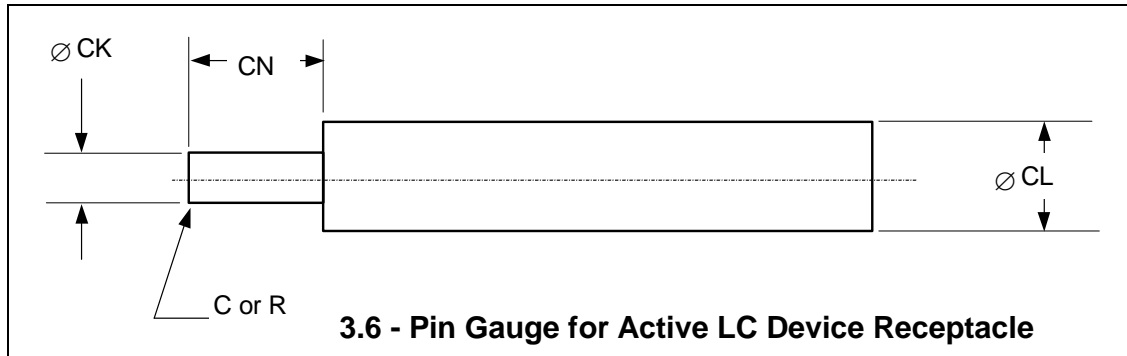 ∅ CK
CN
∅ CL
C or R
3.6 - Pin Gauge for Active LC Device Receptacle